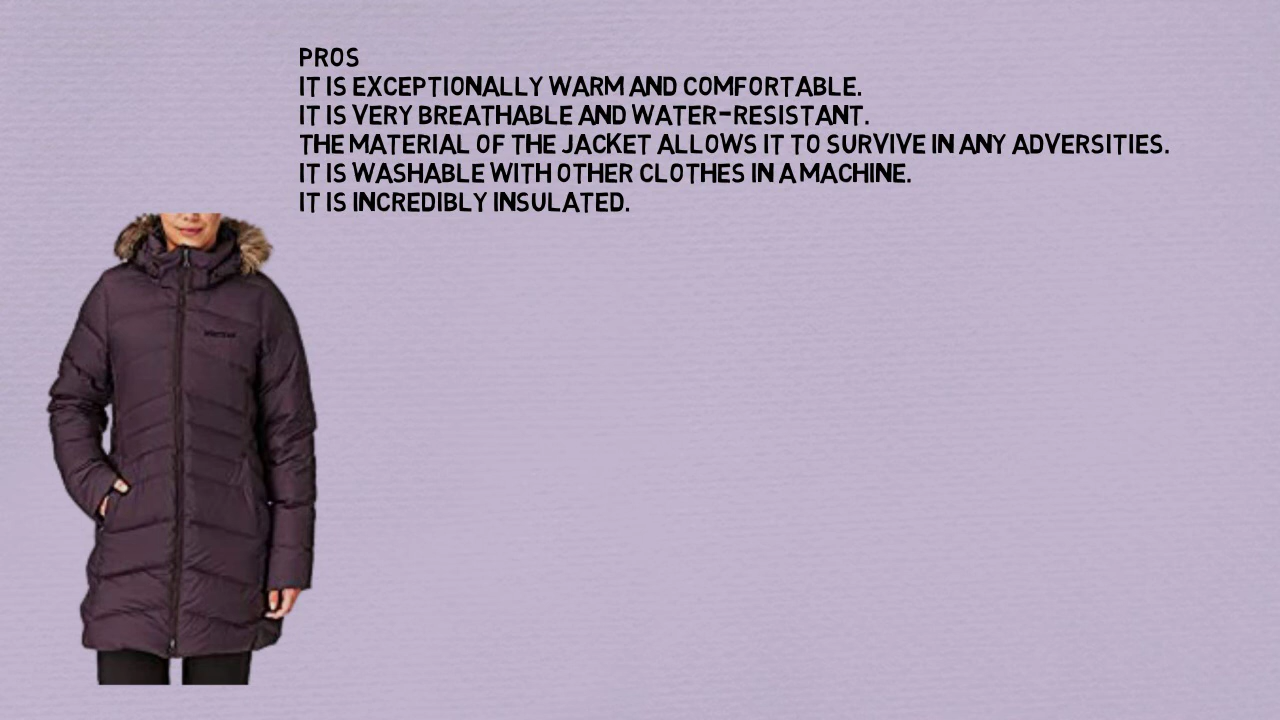 PROS
IT IS EXCEPTIONALLY WARM AND COMFORTABLE.
IT IS VERY BREATHABLE AND WATER-RESISTANT.
THE MATERIAL OF THE JACKET ALLOWS IT TO SURVIVE IN ANY ADVERSITIES.
IT IS WASHABLE WITH OTHER CLOTHES IN A MACHINE.
IT IS INCREDIBLY INSULATED.